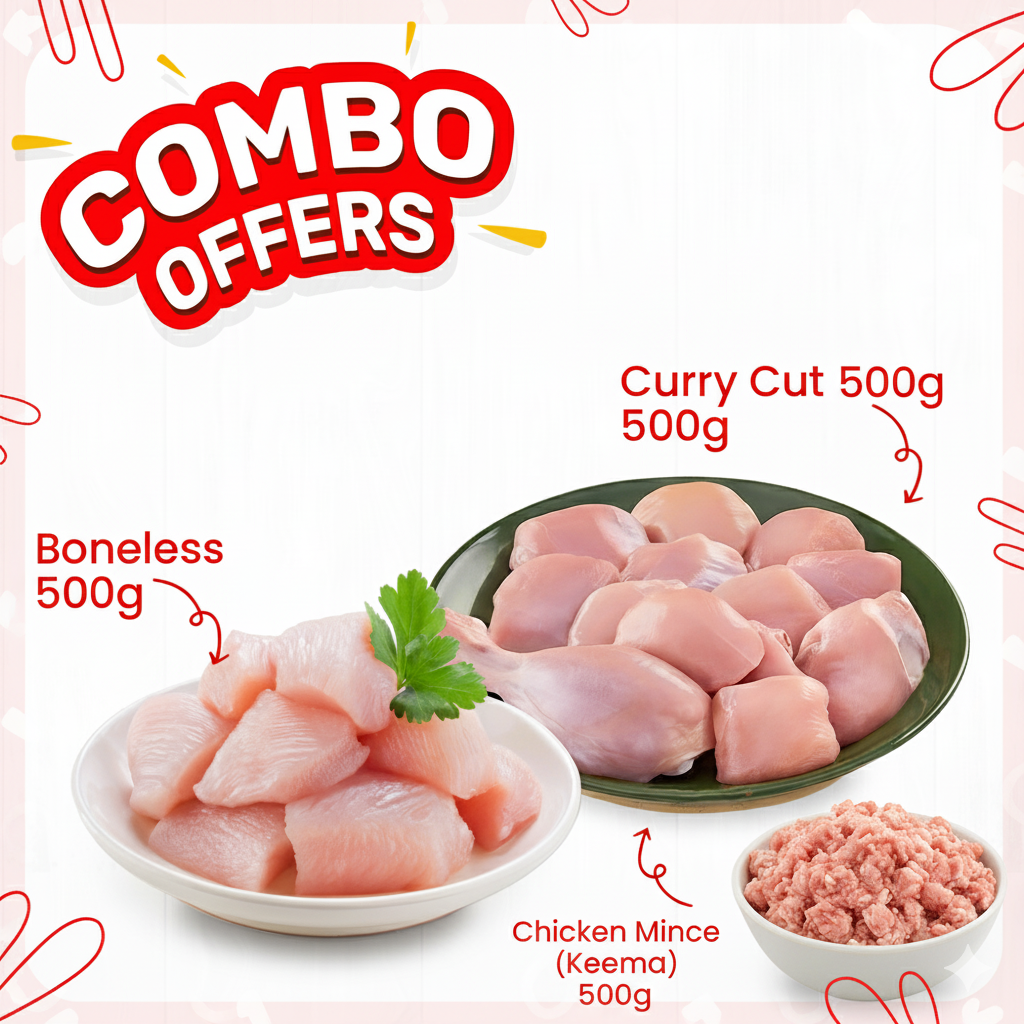 COMBO
OFFERS
Curry Cut 500g
500g
Boneless
500g
Chicken Mince
(Keema)
500g